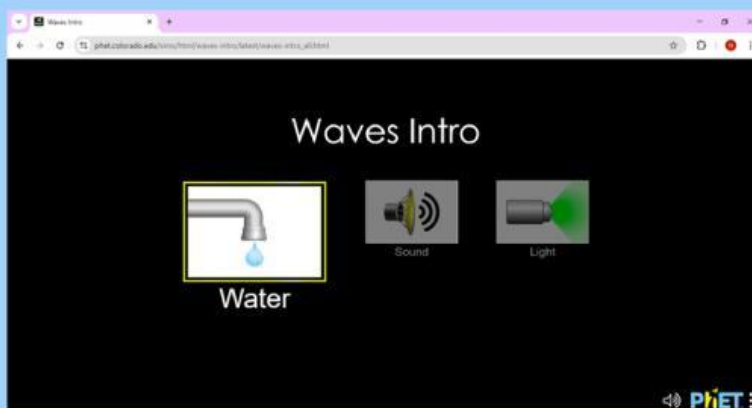 Waves Intro
phet.colorado.edu/sims/html/waves-intro/latest/waves-intro_all.html
Waves Intro
Sound
Light
Water
PhET